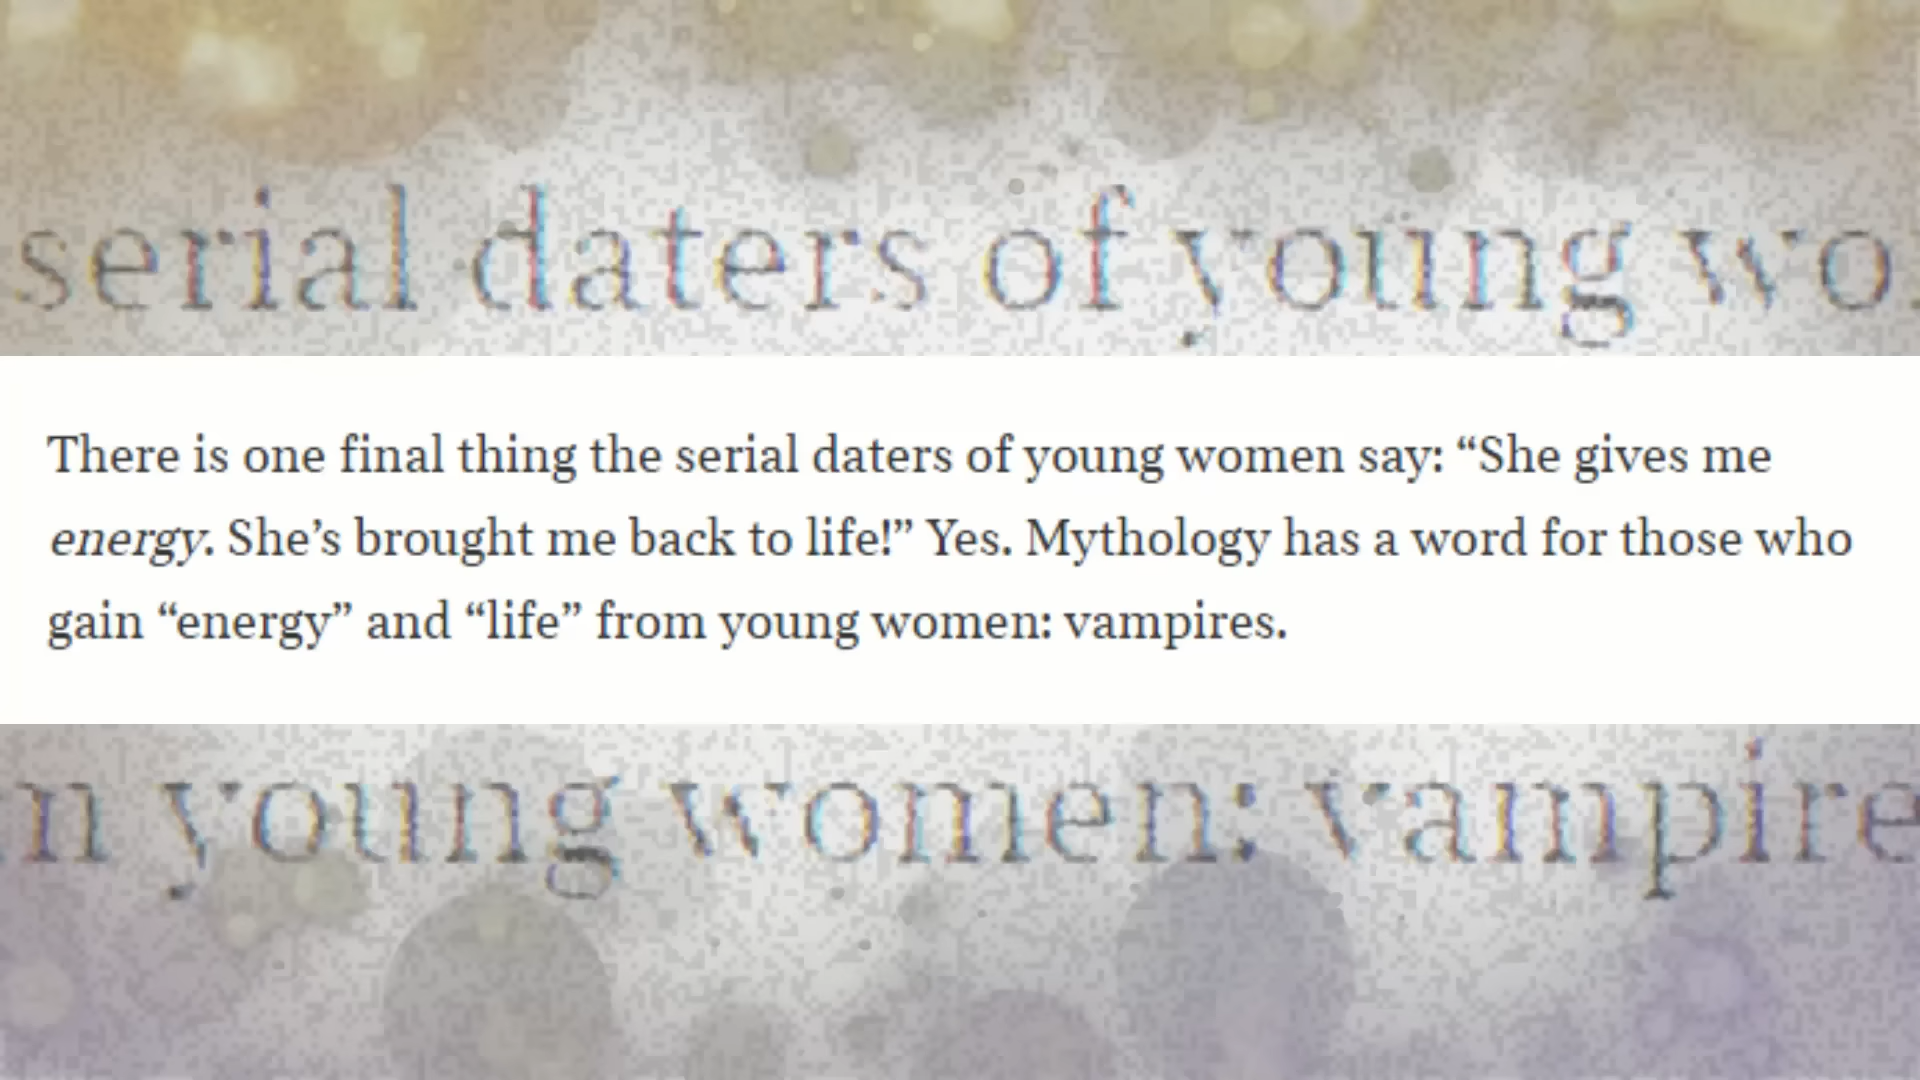 serial daters of young wo
There is one final thing the serial daters of young women say: “She gives me
energy. She’s brought me back to life!” Yes. Mythology has a word for those who
gain “energy” and “life” from young women: vampires.
n young women: vampire